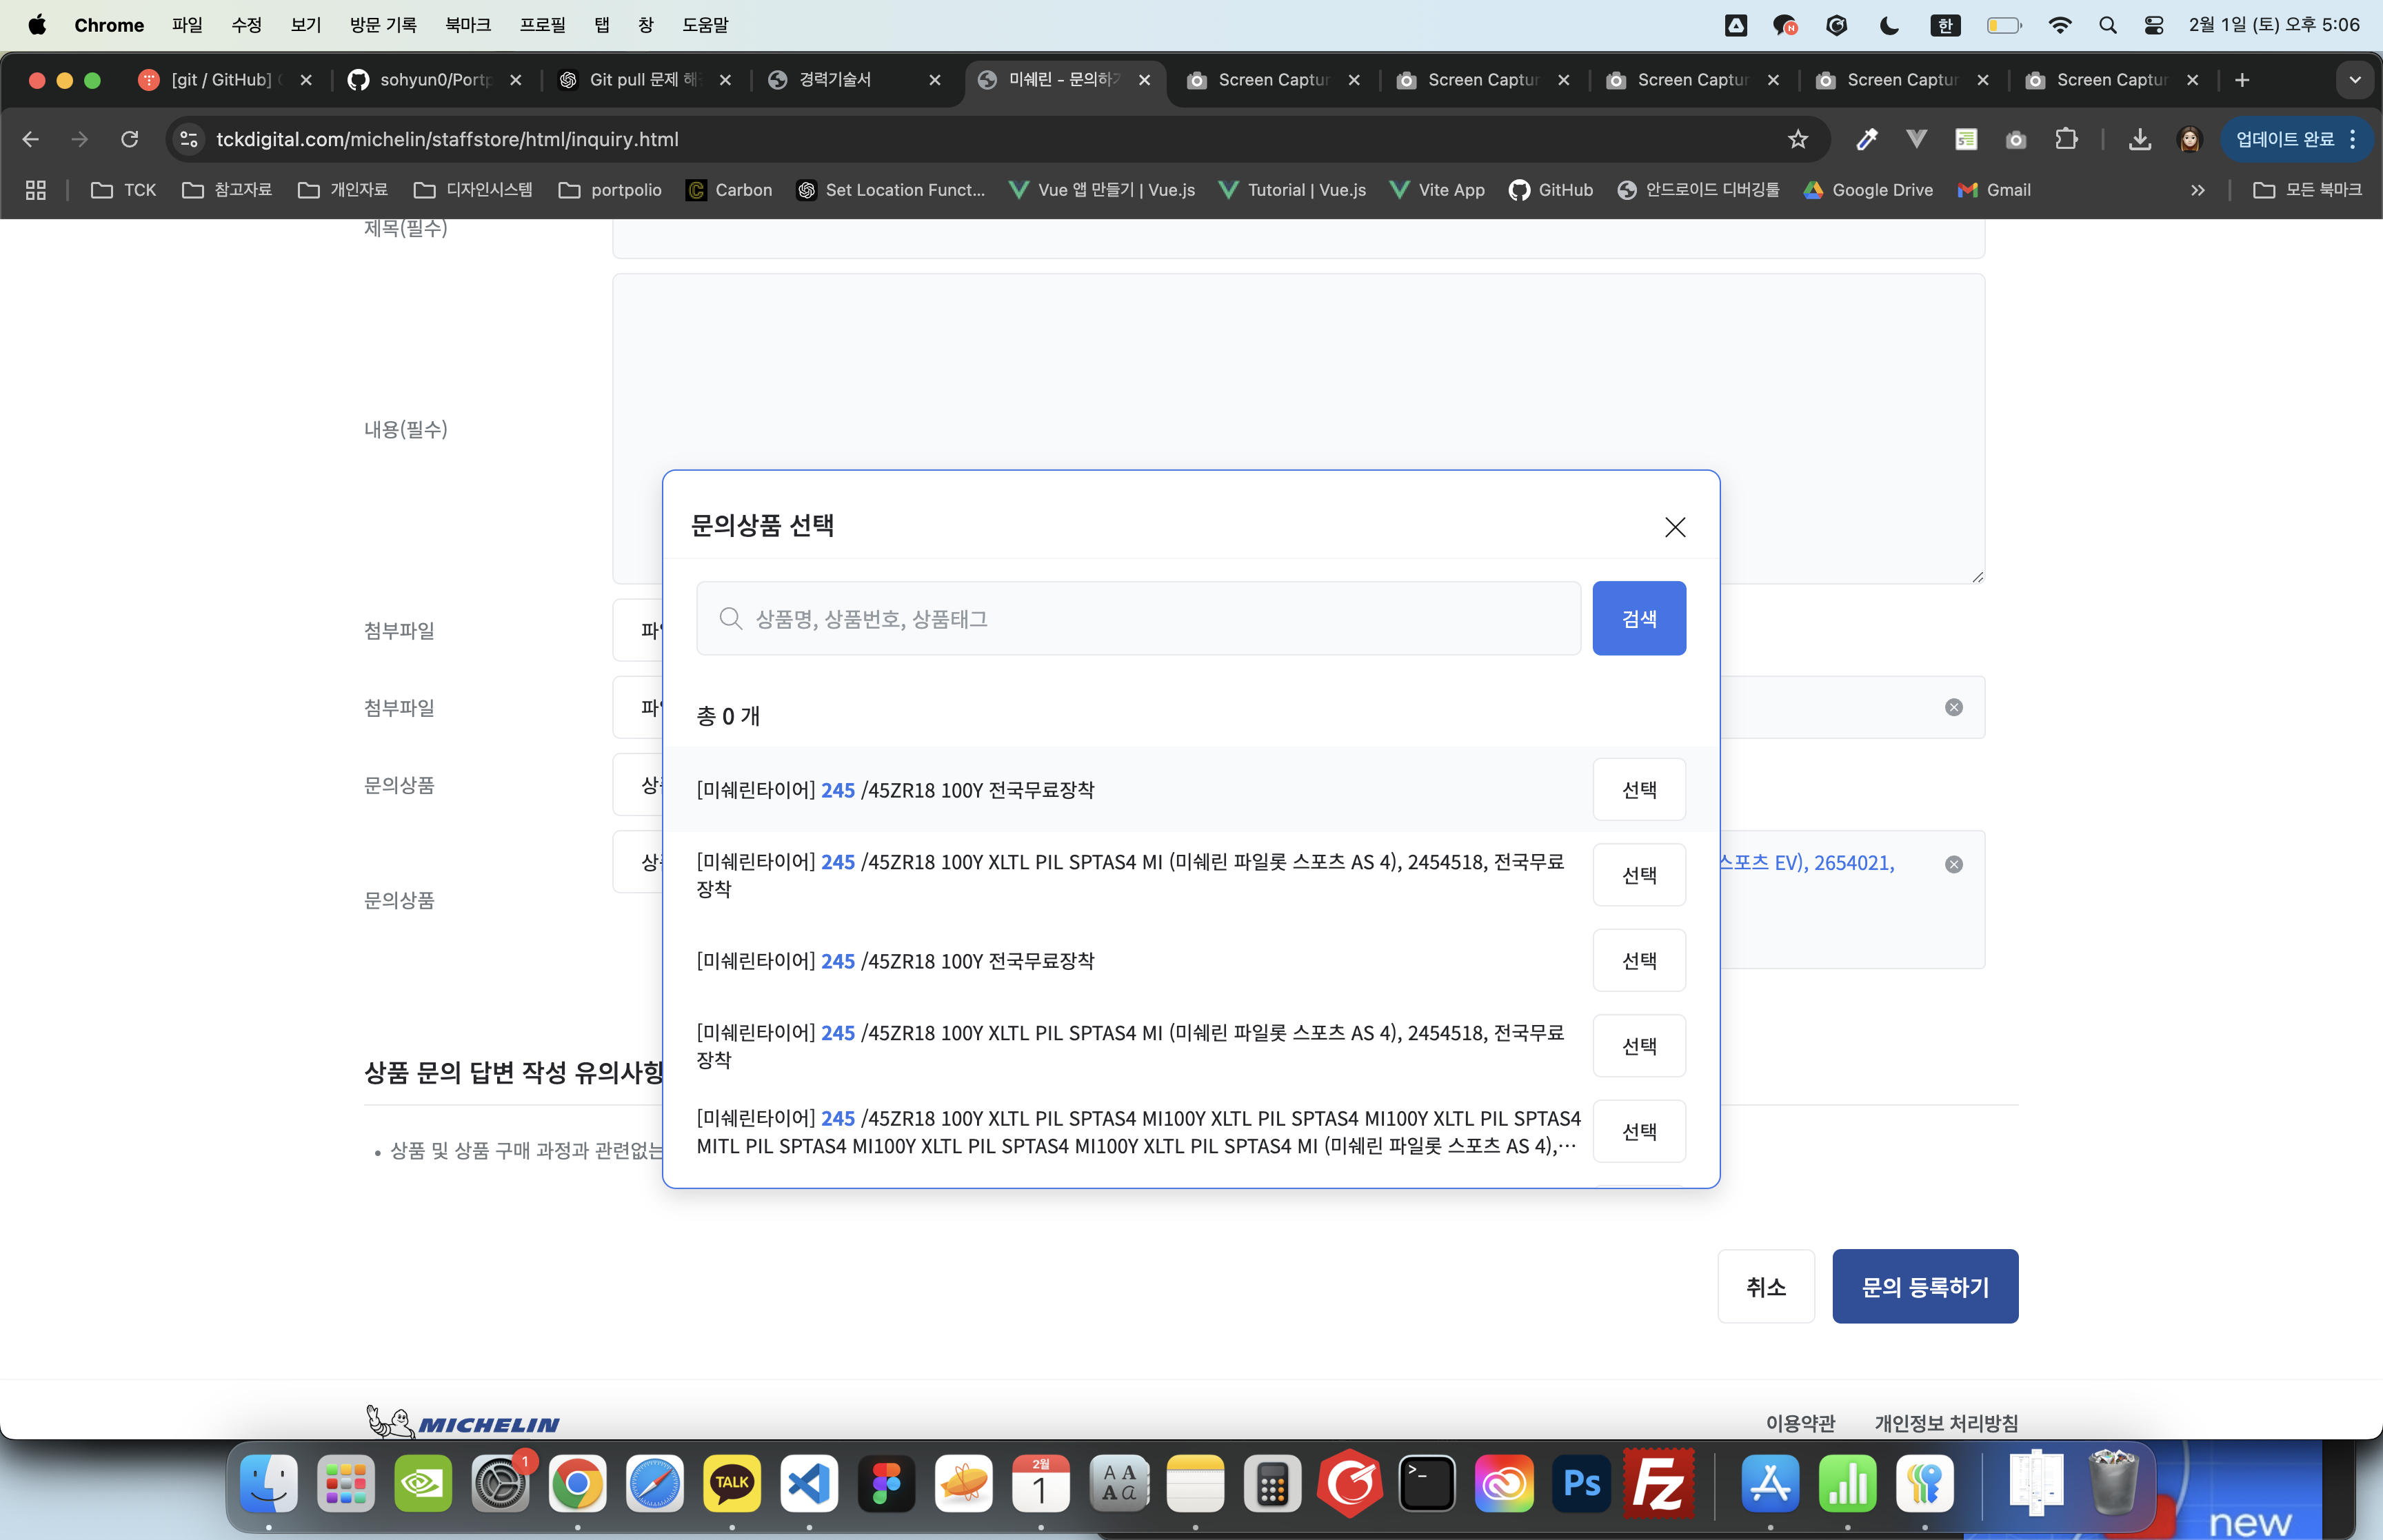 Chrome 파일 수정 보기 방문 기록 북마크 프로필 탭 창 도움말 한 2월 1일 (토) 오후 5:06
[git / GitHub] sohyun0/Portp Git pull 문제 해 경력기술서 미쉐린 - 문의하기 Screen Captur Screen Captur Screen Captur Screen Captur Screen Captur
tckdigital.com/michelin/staffstore/html/inquiry.html 업데이트 완료
TCK 참고자료 개인자료 디자인시스템 portpolio Carbon Set Location Funct... Vue 앱 만들기 | Vue.js Tutorial | Vue.js Vite App GitHub 안드로이드 디버깅툴 Google Drive Gmail 모든 북마크
제목(필수)
내용(필수)
문의상품 선택
상품명, 상품번호, 상품태그 검색
첨부파일
첨부파일
총 0 개
문의상품
[미쉐린타이어] 245 /45ZR18 100Y 전국무료장착 선택
[미쉐린타이어] 245 /45ZR18 100Y XLTL PIL SPTAS4 MI (미쉐린 파일롯 스포츠 AS 4), 2454518, 전국무료
장착 선택
스포츠 EV), 2654021,
문의상품
[미쉐린타이어] 245 /45ZR18 100Y 전국무료장착 선택
[미쉐린타이어] 245 /45ZR18 100Y XLTL PIL SPTAS4 MI (미쉐린 파일롯 스포츠 AS 4), 2454518, 전국무료
장착 선택
상품 문의 답변 작성 유의사항
[미쉐린타이어] 245 /45ZR18 100Y XLTL PIL SPTAS4 MI100Y XLTL PIL SPTAS4 MI100Y XLTL PIL SPTAS4
MITL PIL SPTAS4 MI100Y XLTL PIL SPTAS4 MI100Y XLTL PIL SPTAS4 MI (미쉐린 파일롯 스포츠 AS 4),… 선택
• 상품 및 상품 구매 과정과 관련없는
취소 문의 등록하기
MICHELIN 이용약관 개인정보 처리방침
1 TALK 2월 1 Ps Fz
new